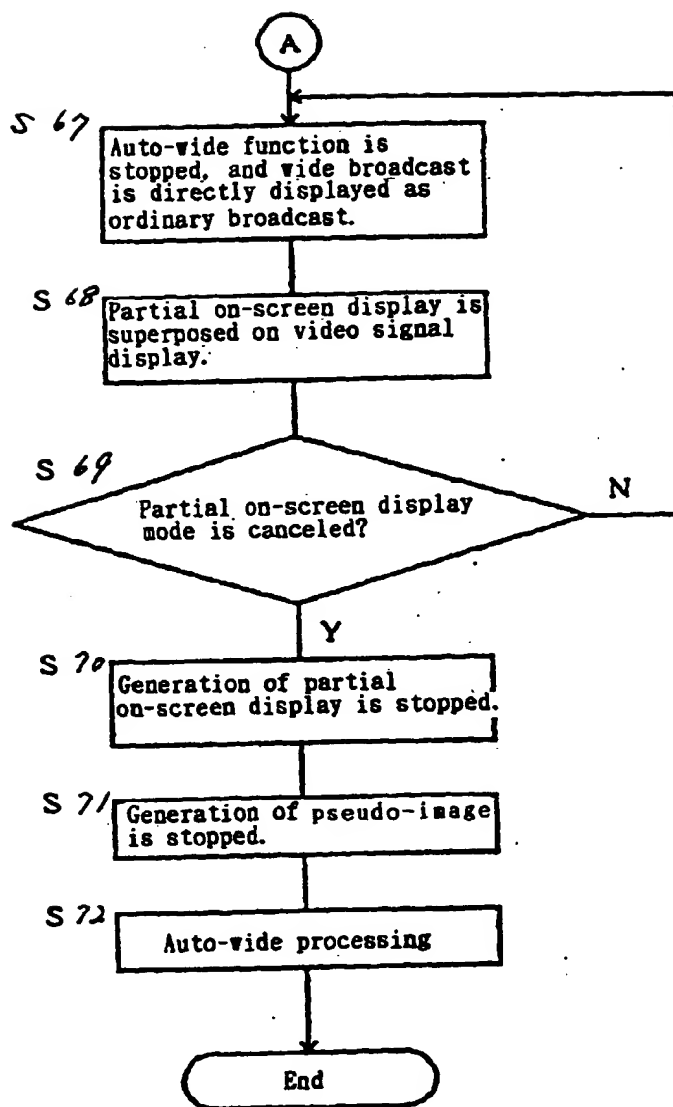 A
S 67
Auto-wide function is
stopped, and wide broadcast
is directly displayed as
ordinary broadcast.
S 68
Partial on-screen display is
superposed on video signal
display.
S 69
Partial on-screen display
mode is canceled?
N
Y
S 70
Generation of partial
on-screen display is stopped.
S 71
Generation of pseudo-image
is stopped.
S 72
Auto-wide processing
End